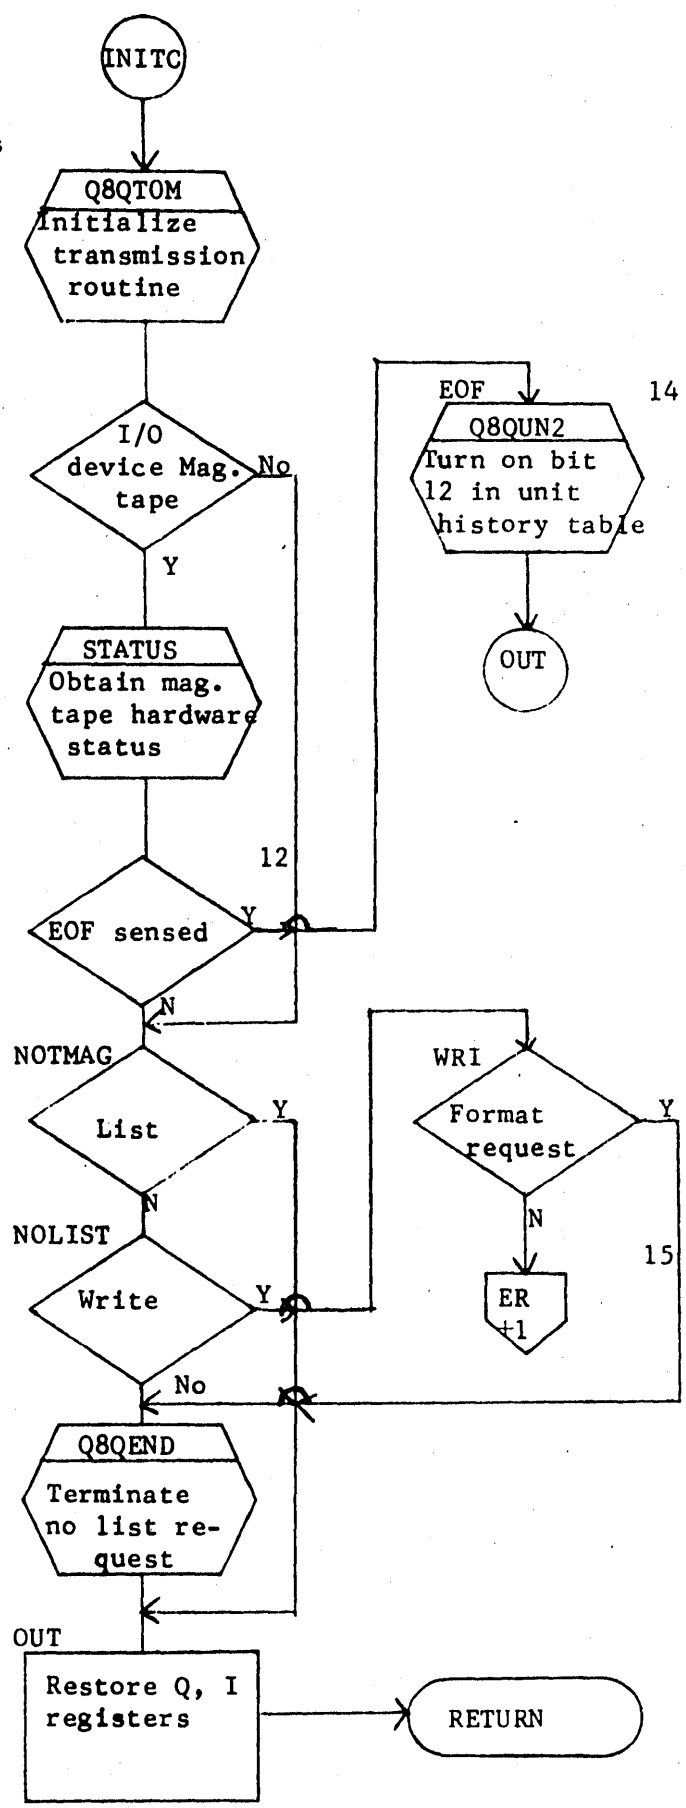 INITC
Q8QTOM
Initialize
transmission
routine
I/O
device Mag.
tape
No
Y
STATUS
Obtain mag.
tape hardware
status
12
EOF sensed
Y
N
EOF
14
Q8QUN2
Turn on bit
12 in unit
history table
OUT
NOTMAG
List
Y
N
NOLIST
Write
Y
No
WRI
Format
request
Y
N
15
ER
+1
Q8QEND
Terminate
no list re-
quest
OUT
Restore Q, I
registers
RETURN